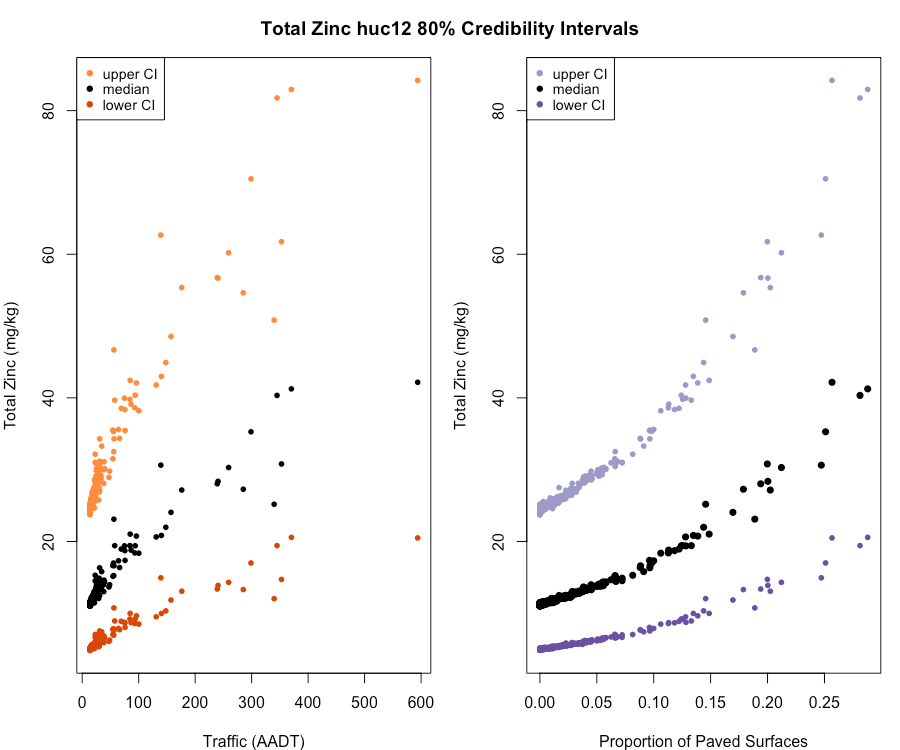 Total Zinc huc12 80% Credibility Intervals
upper CI
median
lower CI
Total Zinc (mg/kg)
20 40 60 80
0 100 200 300 400 500 600
Traffic (AADT)
upper CI
median
lower CI
Total Zinc (mg/kg)
20 40 60 80
0.00 0.05 0.10 0.15 0.20 0.25
Proportion of Paved Surfaces